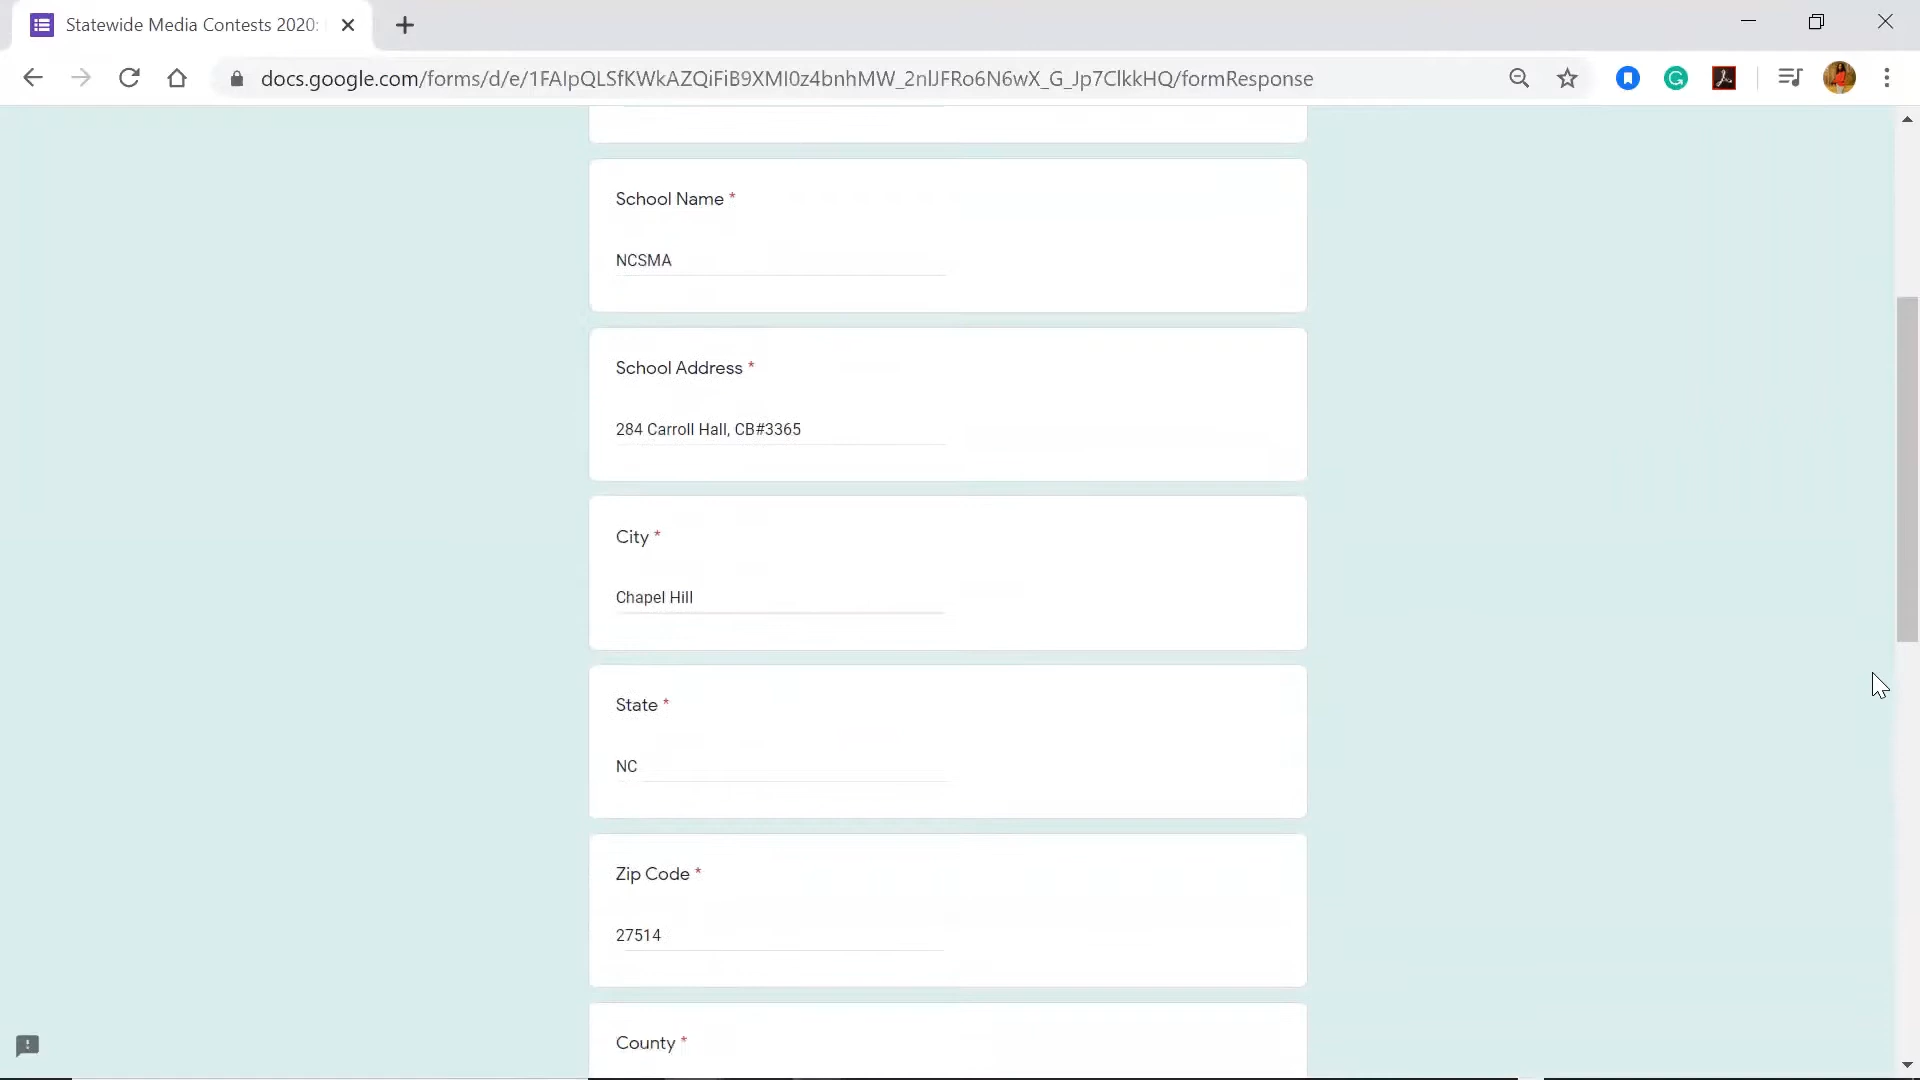 Statewide Media Contests 2020:
docs.google.com/forms/d/e/1FAIpQLSfKWkAZQiFiB9XMI0z4bnhMW_2nlJFRo6N6wX_G_Jp7ClkkHQ/formResponse
School Name *
NCSMA
School Address *
284 Carroll Hall, CB#3365
City *
Chapel Hill
State *
NC
Zip Code *
27514
County *